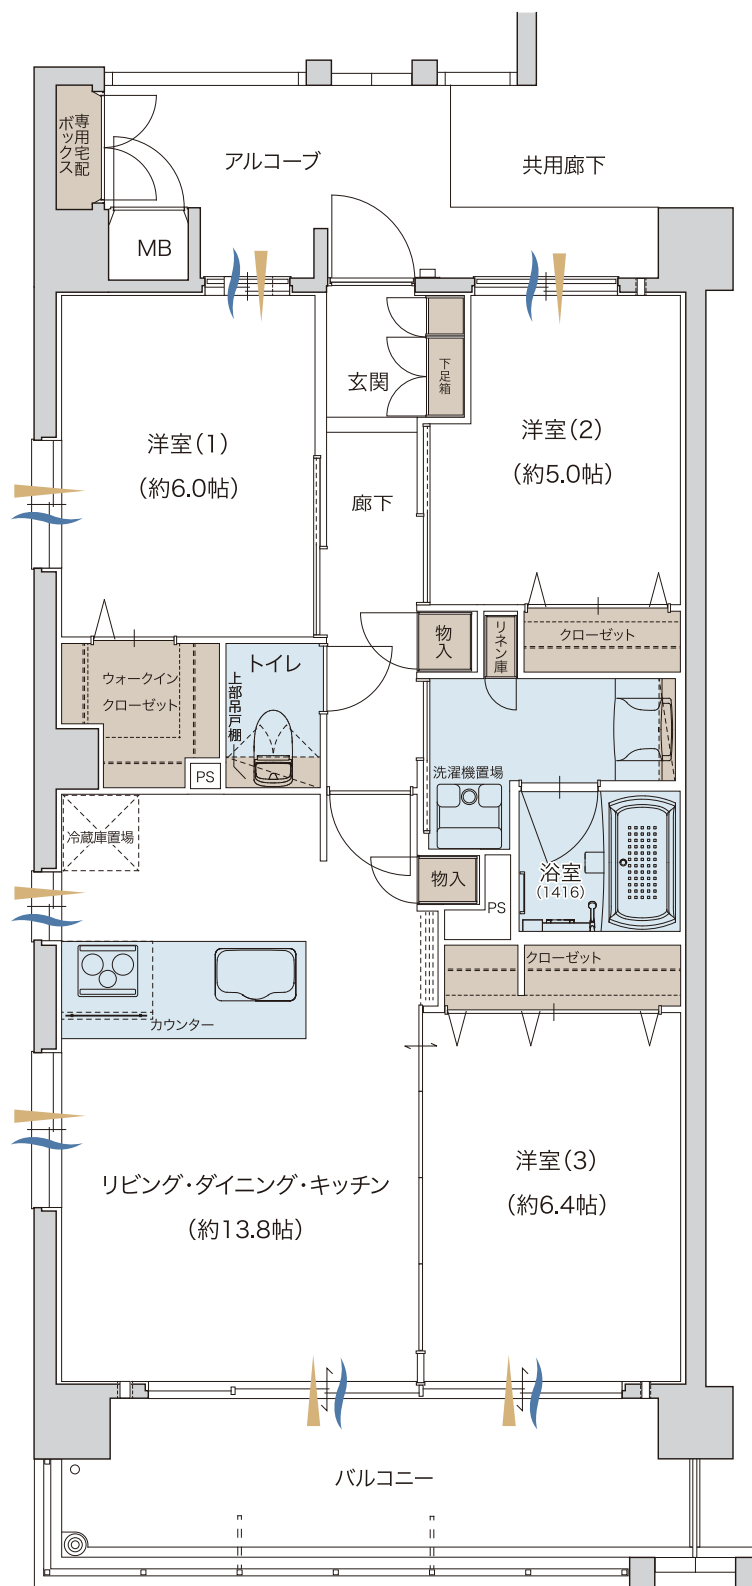 専用宅配
ボックス
アルコーブ
共用廊下
MB
玄関
下足箱
洋室(1)
(約6.0帖)
洋室(2)
(約5.0帖)
廊下
物入
リネン庫
クローゼット
ウォークイン
クローゼット
トイレ
上部吊戸棚
PS
洗濯機置場
冷蔵庫置場
物入
浴室
(1416)
PS
クローゼット
カウンター
リビング・ダイニング・キッチン
(約13.8帖)
洋室(3)
(約6.4帖)
バルコニー